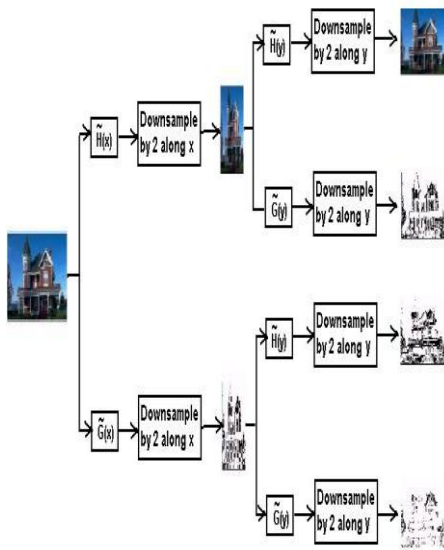 H̃(y)
Downsample
by 2 along y
H̃(x)
Downsample
by 2 along x
G̃(y)
Downsample
by 2 along y
H̃(y)
Downsample
by 2 along y
G̃(x)
Downsample
by 2 along x
G̃(y)
Downsample
by 2 along y